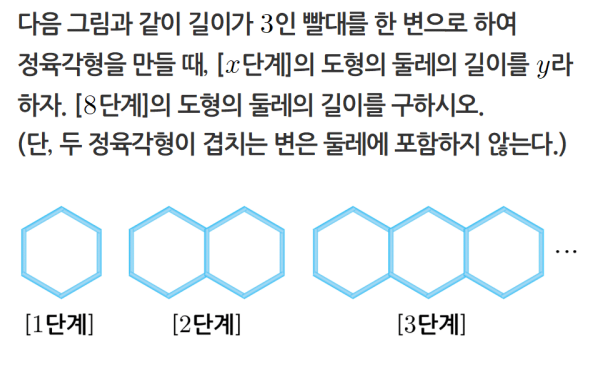 다음 그림과 같이 길이가 3인 빨대를 한 변으로 하여
정육각형을 만들 때, [x단계]의 도형의 둘레의 길이를 y라
하자. [8단계]의 도형의 둘레의 길이를 구하시오.
(단, 두 정육각형이 겹치는 변은 둘레에 포함하지 않는다.)
...
[1단계] [2단계] [3단계]